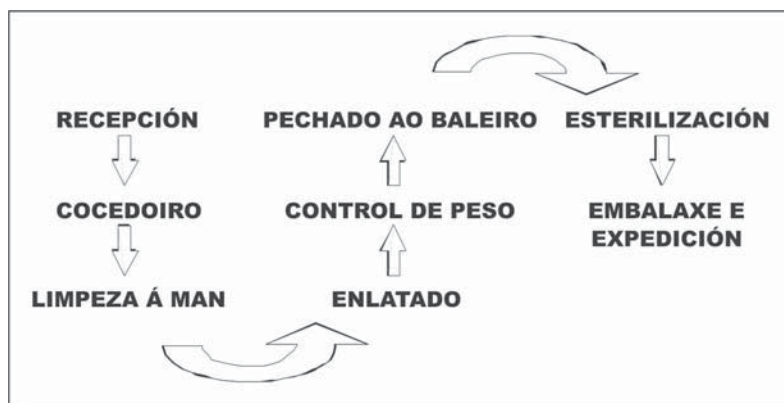 RECEPCIÓN
COCEDOIRO
LIMPEZA Á MAN
ENLATADO
CONTROL DE PESO
PECHADO AO BALEIRO
ESTERILIZACIÓN
EMBALAXE E
EXPEDICIÓN